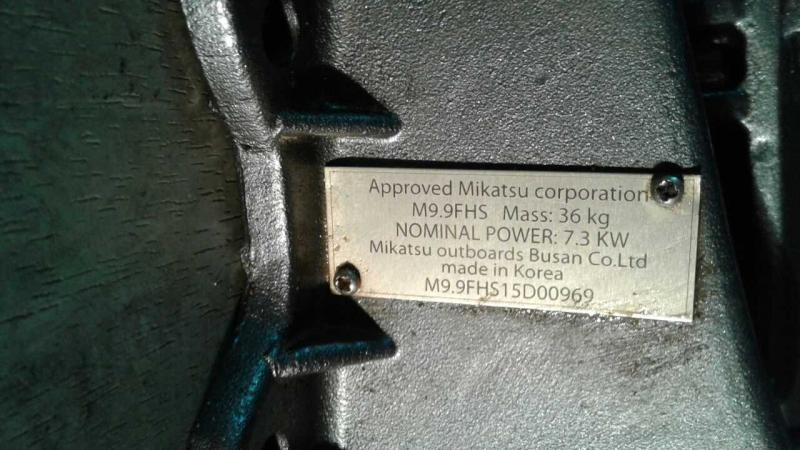 Approved Mikatsu corporation
M9.9FHS Mass: 36 kg
NOMINAL POWER: 7.3 KW
Mikatsu outboards Busan Co.Ltd
made in Korea
M9.9FHS15D00969